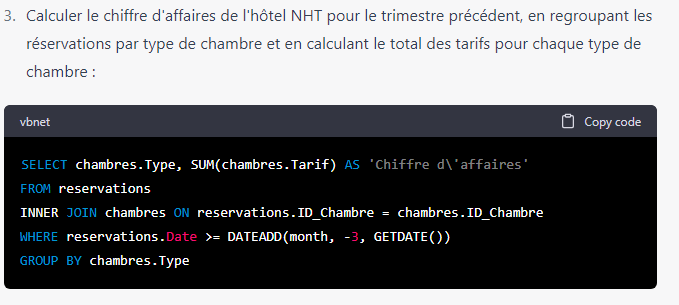 3. Calculer le chiffre d'affaires de l'hôtel NHT pour le trimestre précédent, en regroupant les
réservations par type de chambre et en calculant le total des tarifs pour chaque type de
chambre :
vbnet Copy code
SELECT chambres.Type, SUM(chambres.Tarif) AS 'Chiffre d\'affaires'
FROM reservations
INNER JOIN chambres ON reservations.ID_Chambre = chambres.ID_Chambre
WHERE reservations.Date >= DATEADD(month, -3, GETDATE())
GROUP BY chambres.Type